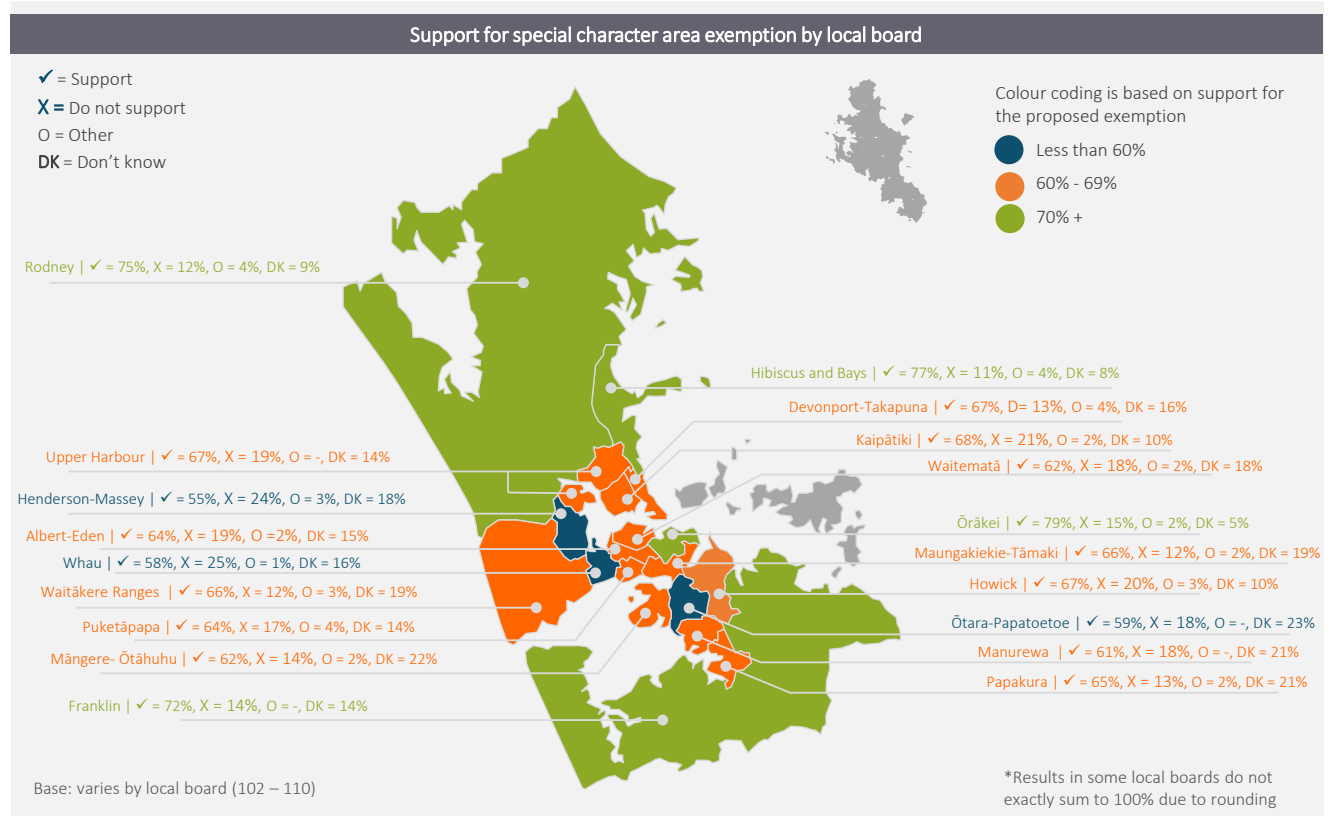 Support for special character area exemption by local board
✓ = Support
X = Do not support
O = Other
DK = Don't know
Colour coding is based on support for
the proposed exemption
Less than 60%
60% - 69%
70% +
Rodney | ✓ = 75%, X = 12%, O = 4%, DK = 9%
Upper Harbour | ✓ = 67%, X = 19%, O = -, DK = 14%
Henderson-Massey | ✓ = 55%, X = 24%, O = 3%, DK = 18%
Albert-Eden | ✓ = 64%, X = 19%, O =2%, DK = 15%
Whau | ✓ = 58%, X = 25%, O = 1%, DK = 16%
Waitākere Ranges | ✓ = 66%, X = 12%, O = 3%, DK = 19%
Puketāpapa | ✓ = 64%, X = 17%, O = 4%, DK = 14%
Māngere- Ōtāhuhu | ✓ = 62%, X = 14%, O = 2%, DK = 22%
Franklin | ✓ = 72%, X = 14%, O = -, DK = 14%
Hibiscus and Bays | ✓ = 77%, X = 11%, O = 4%, DK = 8%
Devonport-Takapuna | ✓ = 67%, D= 13%, O = 4%, DK = 16%
Kaipātiki | ✓ = 68%, X = 21%, O = 2%, DK = 10%
Waitematā | ✓ = 62%, X = 18%, O = 2%, DK = 18%
Ōrākei | ✓ = 79%, X = 15%, O = 2%, DK = 5%
Maungakiekie-Tāmaki | ✓ = 66%, X = 12%, O = 2%, DK = 19%
Howick | ✓ = 67%, X = 20%, O = 3%, DK = 10%
Ōtara-Papatoetoe | ✓ = 59%, X = 18%, O = -, DK = 23%
Manurewa | ✓ = 61%, X = 18%, O = -, DK = 21%
Papakura | ✓ = 65%, X = 13%, O = 2%, DK = 21%
Base: varies by local board (102 – 110)
*Results in some local boards do not
exactly sum to 100% due to rounding